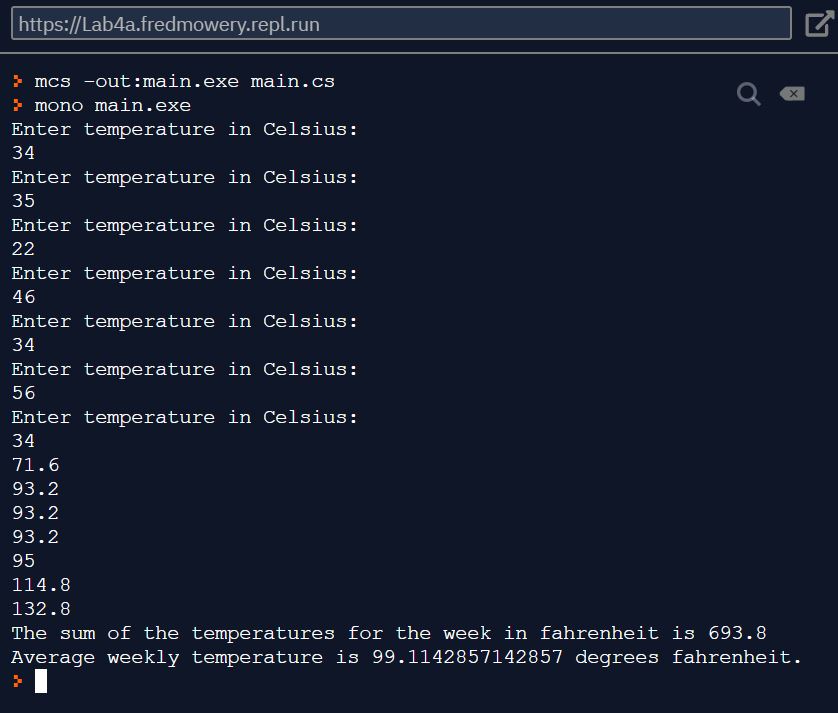 https://Lab4a.fredmowery.repl.run
> mcs -out:main.exe main.cs
> mono main.exe
Enter temperature in Celsius:
34
Enter temperature in Celsius:
35
Enter temperature in Celsius:
22
Enter temperature in Celsius:
46
Enter temperature in Celsius:
34
Enter temperature in Celsius:
56
Enter temperature in Celsius:
34
71.6
93.2
93.2
93.2
95
114.8
132.8
The sum of the temperatures for the week in fahrenheit is 693.8
Average weekly temperature is 99.1142857142857 degrees fahrenheit.
>